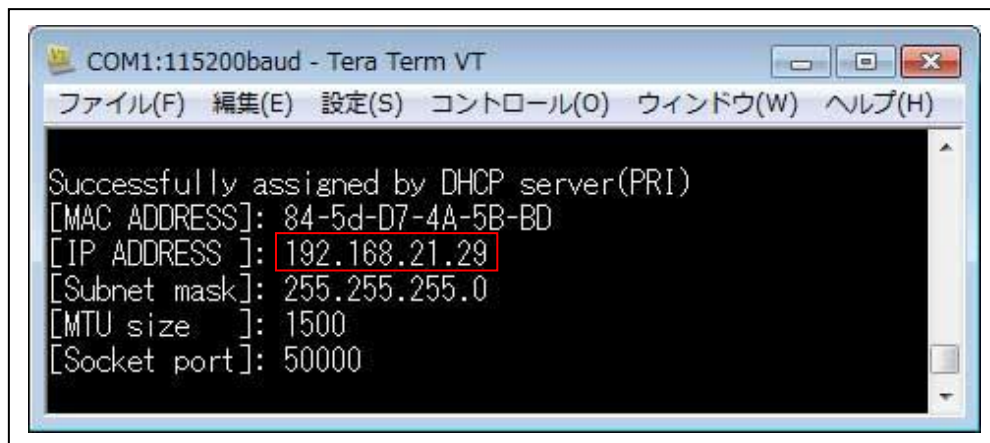 COM1:115200baud - Tera Term VT
ファイル(F) 編集(E) 設定(S) コントロール(O) ウィンドウ(W) ヘルプ(H)
Successfully assigned by DHCP server(PRI)
[MAC ADDRESS]: 84-5d-D7-4A-5B-BD
[IP ADDRESS ]: 192.168.21.29
[Subnet mask]: 255.255.255.0
[MTU size   ]: 1500
[Socket port]: 50000